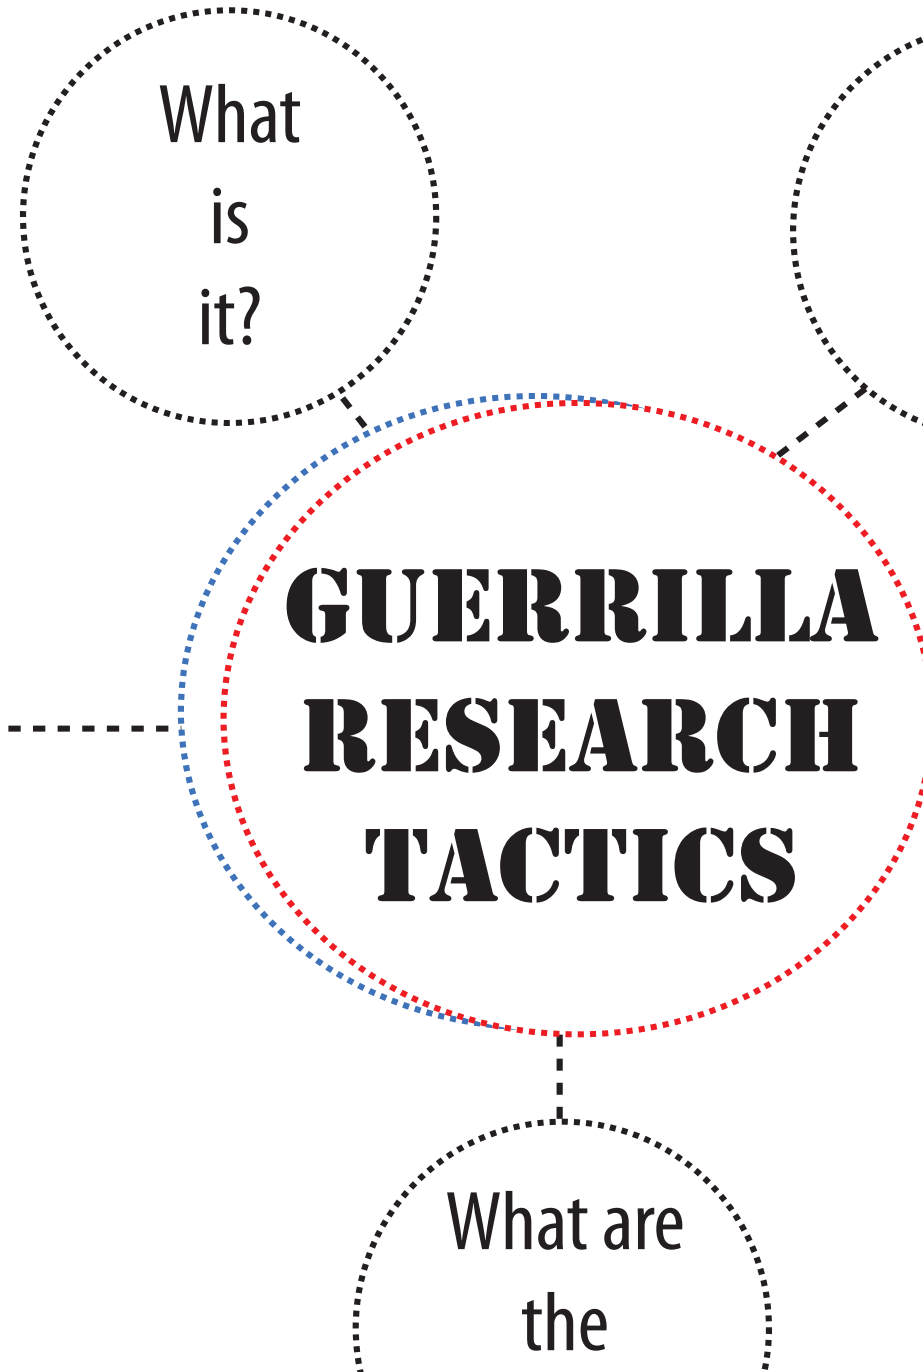 What
is
it?
GUERRILLA
RESEARCH
TACTICS
What are
the